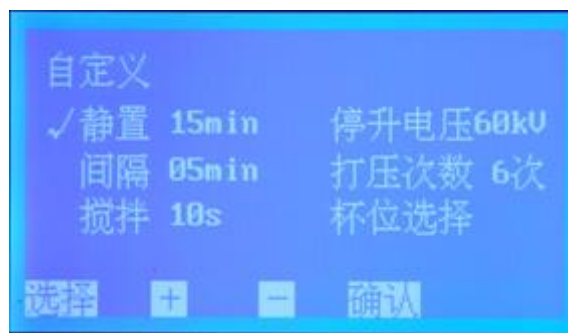 自定义
✓静置 15min 停升电压60kV
间隔 05min 打压次数 6次
搅拌 10s 杯位选择
选择 + - 确认